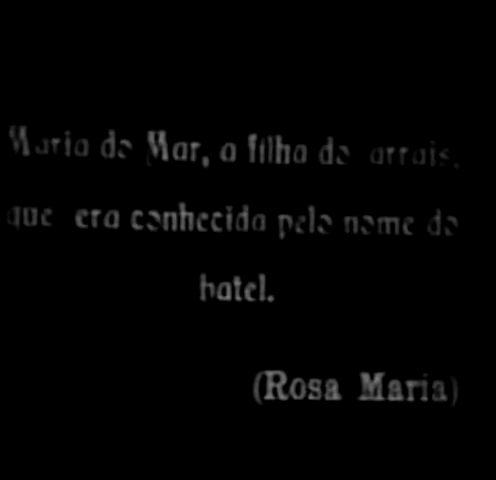 Maria do Mar, a filha do arrais,
que era conhecida pelo nome do
batel.
(Rosa Maria)